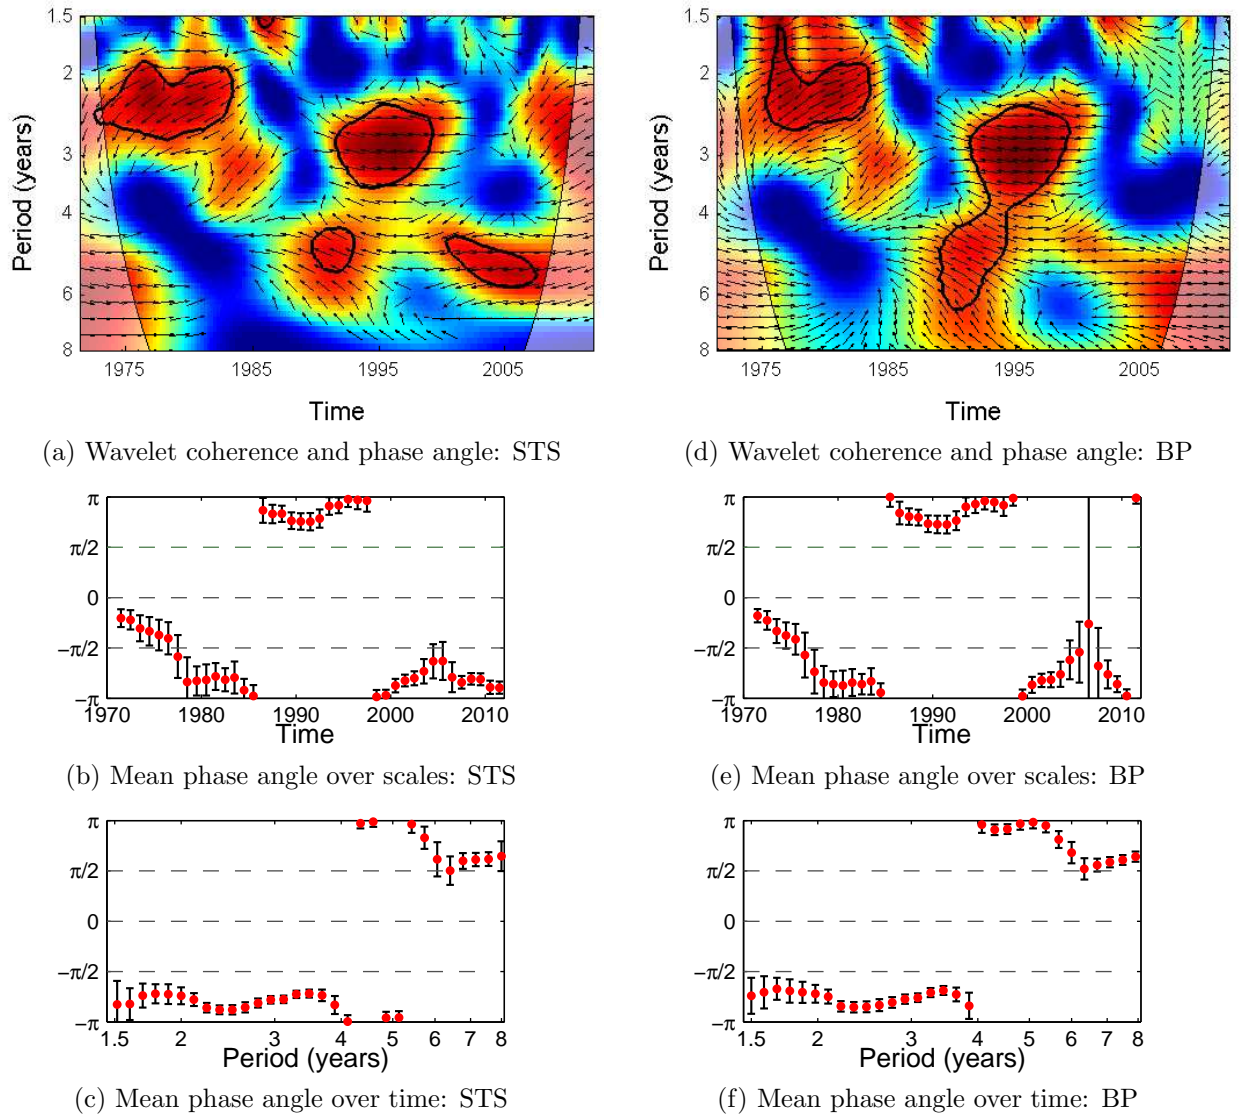 1.5
2
3
4
6
8
Period (years)
1975 1985 1995 2005
Time
(a) Wavelet coherence and phase angle: STS
1.5
2
3
4
6
8
Period (years)
1975 1985 1995 2005
Time
(d) Wavelet coherence and phase angle: BP
π
π/2
0
−π/2
−π
1970 1980 1990 2000 2010
Time
(b) Mean phase angle over scales: STS
π
π/2
0
−π/2
−π
1970 1980 1990 2000 2010
Time
(e) Mean phase angle over scales: BP
π
π/2
0
−π/2
−π
1.5 2 3 4 5 6 7 8
Period (years)
(c) Mean phase angle over time: STS
π
π/2
0
−π/2
−π
1.5 2 3 4 5 6 7 8
Period (years)
(f) Mean phase angle over time: BP